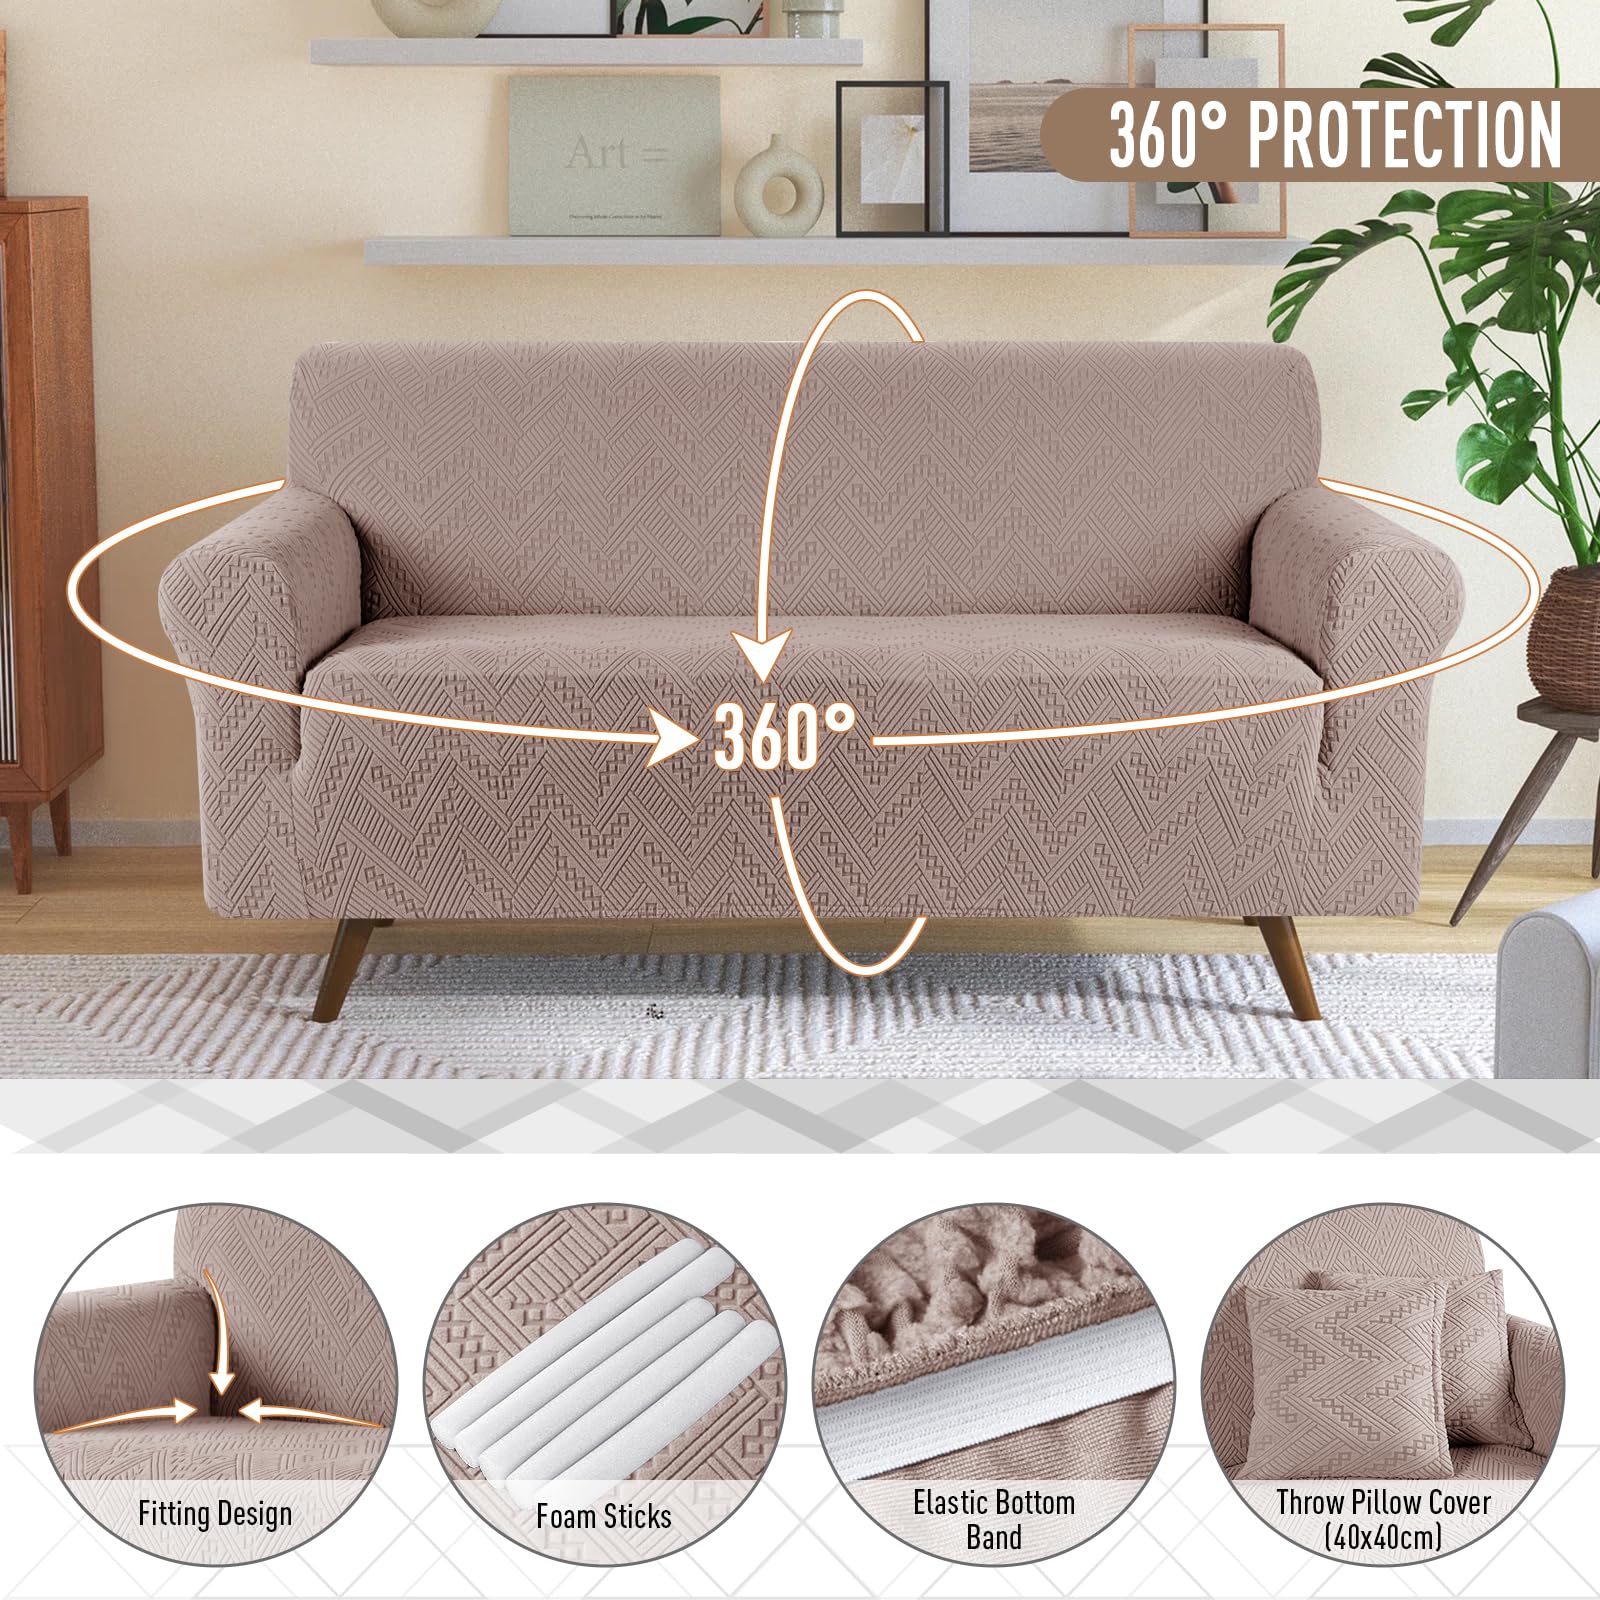 360° PROTECTION
Art =
360°
Fitting Design
Foam Sticks
Elastic Bottom
Band
Throw Pillow Cover
(40x40cm)